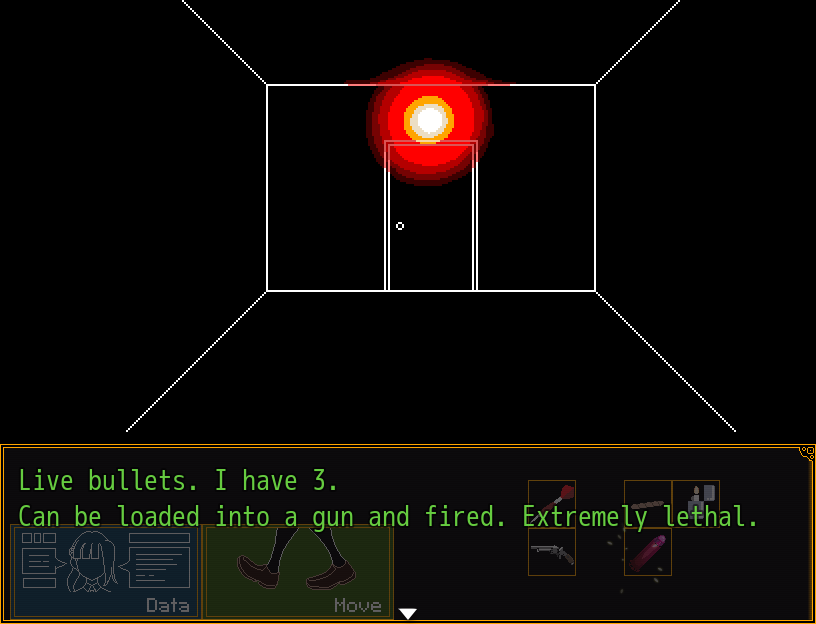 Live bullets. I have 3.
Can be loaded into a gun and fired. Extremely lethal.
Data
Move